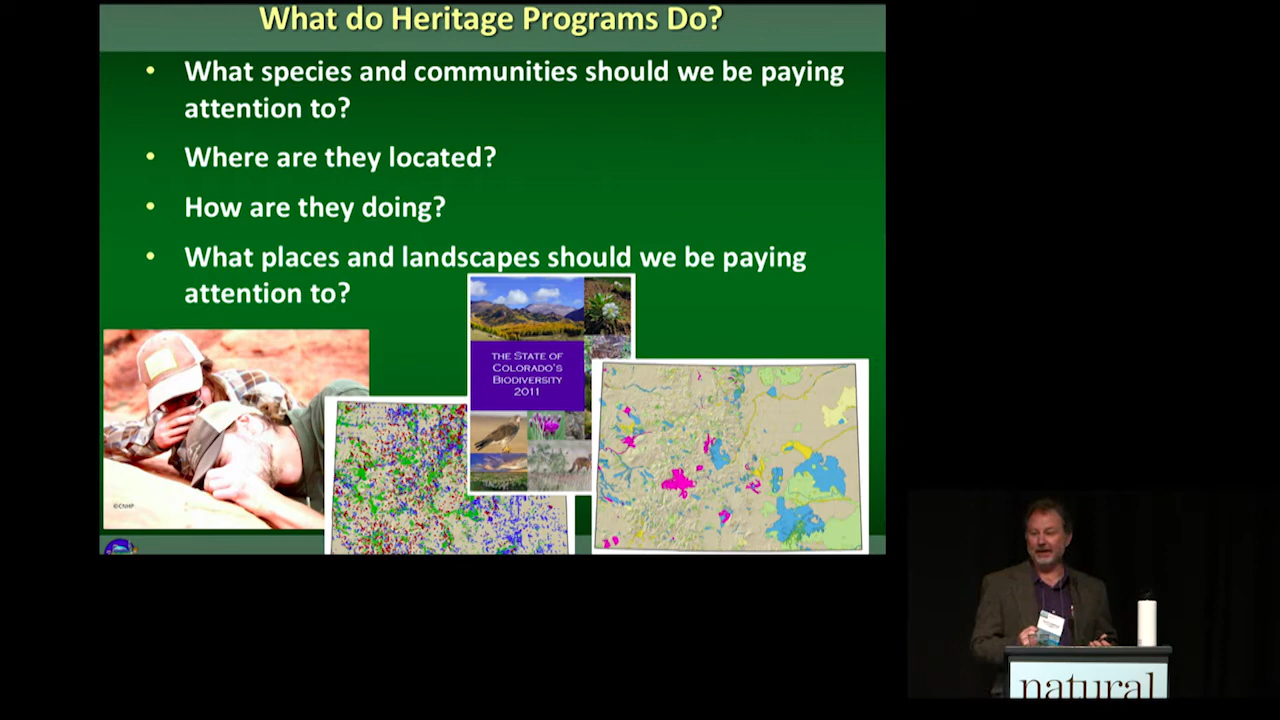 What do Heritage Programs Do?
• What species and communities should we be paying
attention to?
• Where are they located?
• How are they doing?
• What places and landscapes should we be paying
attention to?
THE STATE OF
COLORADO'S
BIODIVERSITY
2011
©CNHP
natural